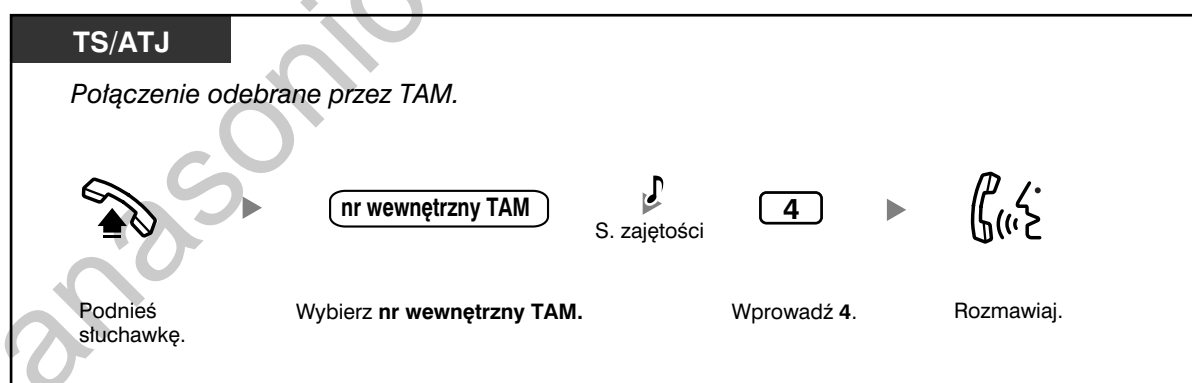 TS/ATJ
Połączenie odebrane przez TAM.
nr wewnętrzny TAM
S. zajętości
4
Podnieś
słuchawkę.
Wybierz nr wewnętrzny TAM.
Wprowadź 4.
Rozmawiaj.
anasonic